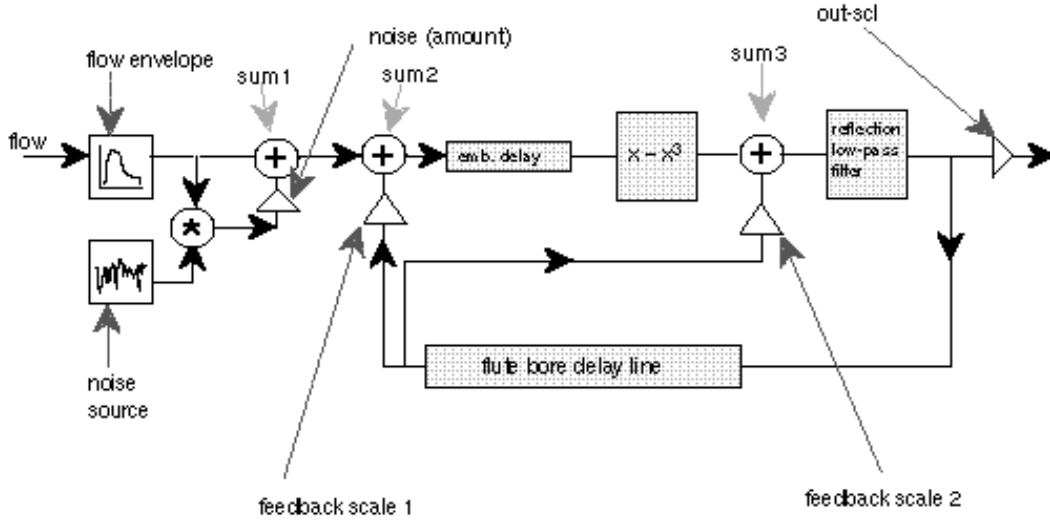 out-scl
noise (amount)
flow envelope
sum1
sum2
sum3
flow
+
+
emb. delay
x - x³
+
reflection
low-pass
filter
*
flute bore delay line
noise
source
feedback scale 1
feedback scale 2